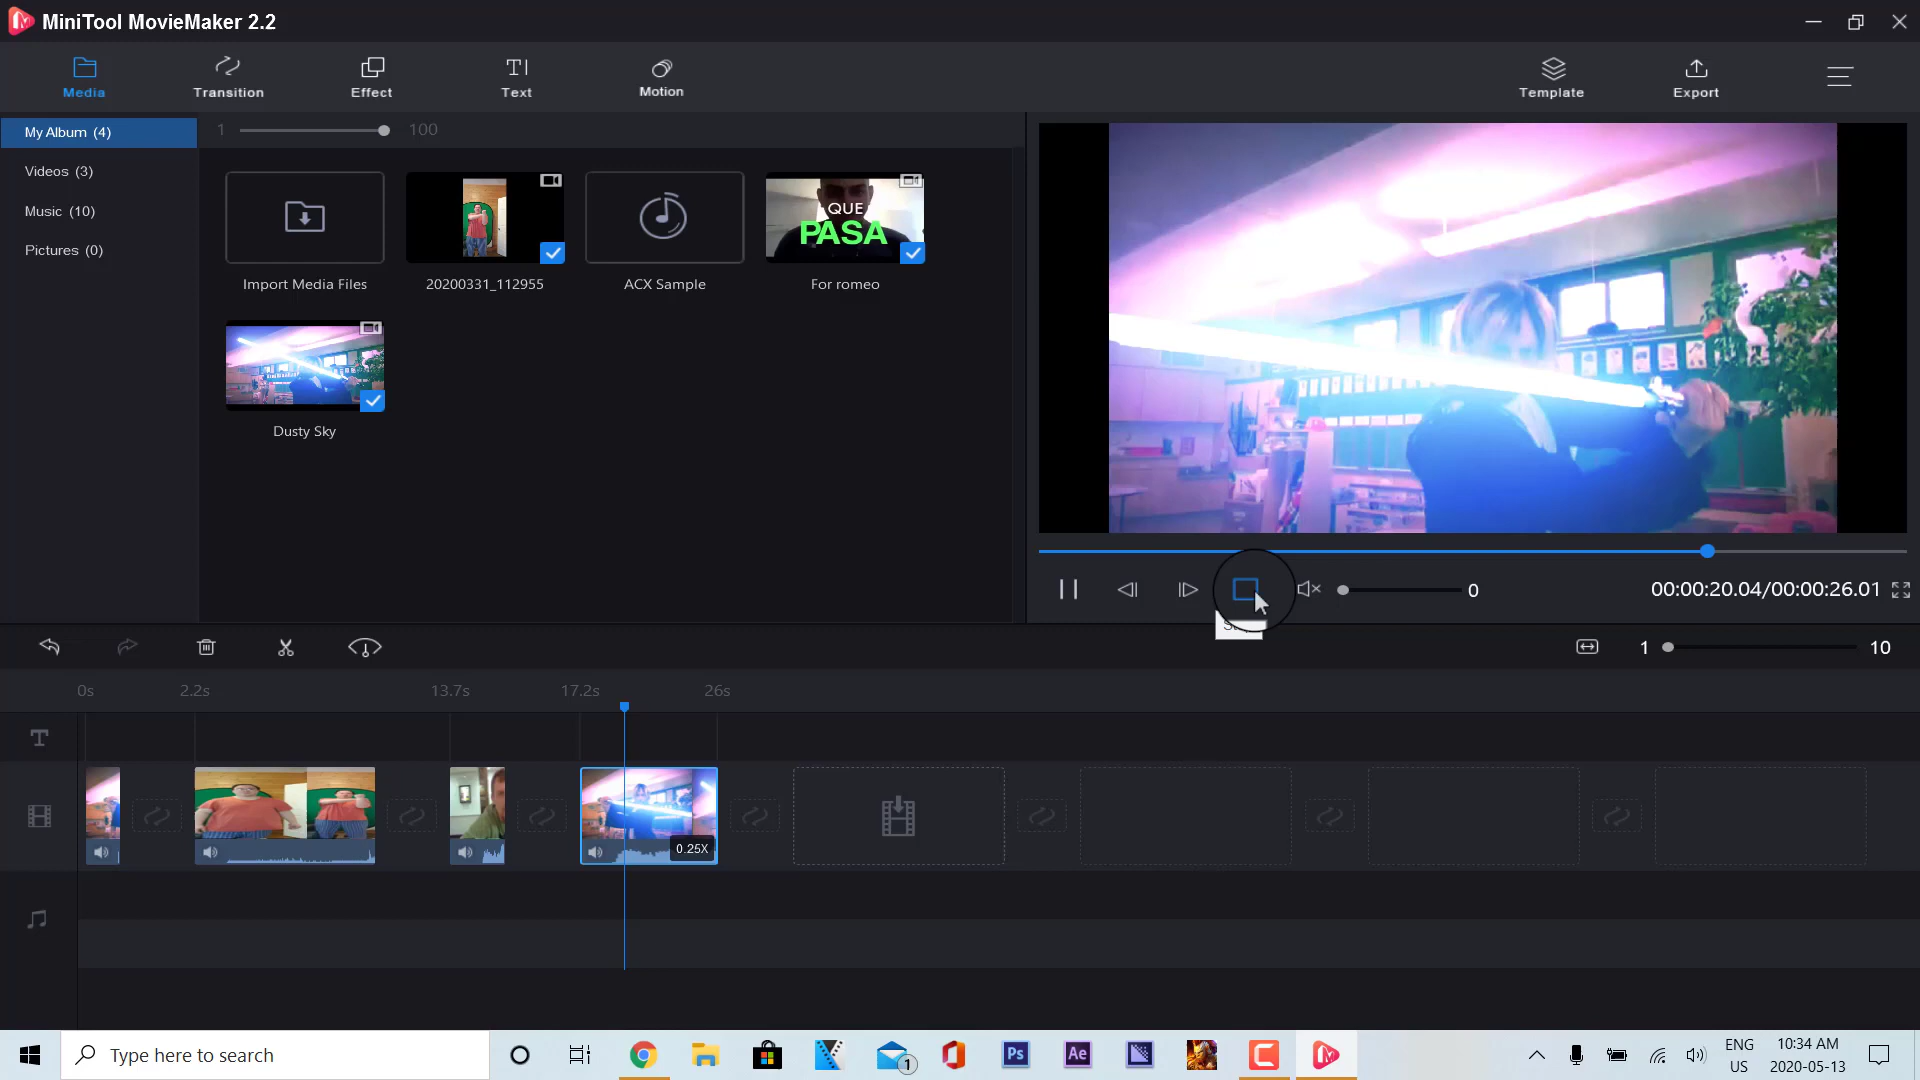 MiniTool MovieMaker 2.2
Media
Transition
Effect
Text
Motion
Template
Export
My Album (4)
1
100
Videos (3)
Music (10)
Pictures (0)
QUE
PASA
Import Media Files
20200331_112955
ACX Sample
For romeo
Dusty Sky
0
00:00:20.04/00:00:26.01
1
10
0s
2.2s
13.7s
17.2s
26s
0.25X
Type here to search
1
Ps
Ae
ENG
US
10:34 AM
2020-05-13